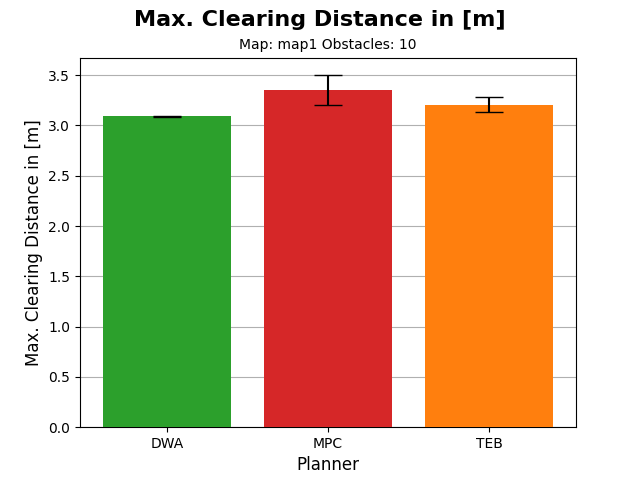 Max. Clearing Distance in [m]
Map: map1 Obstacles: 10
Max. Clearing Distance in [m]
3.5
3.0
2.5
2.0
1.5
1.0
0.5
0.0
DWA MPC TEB
Planner